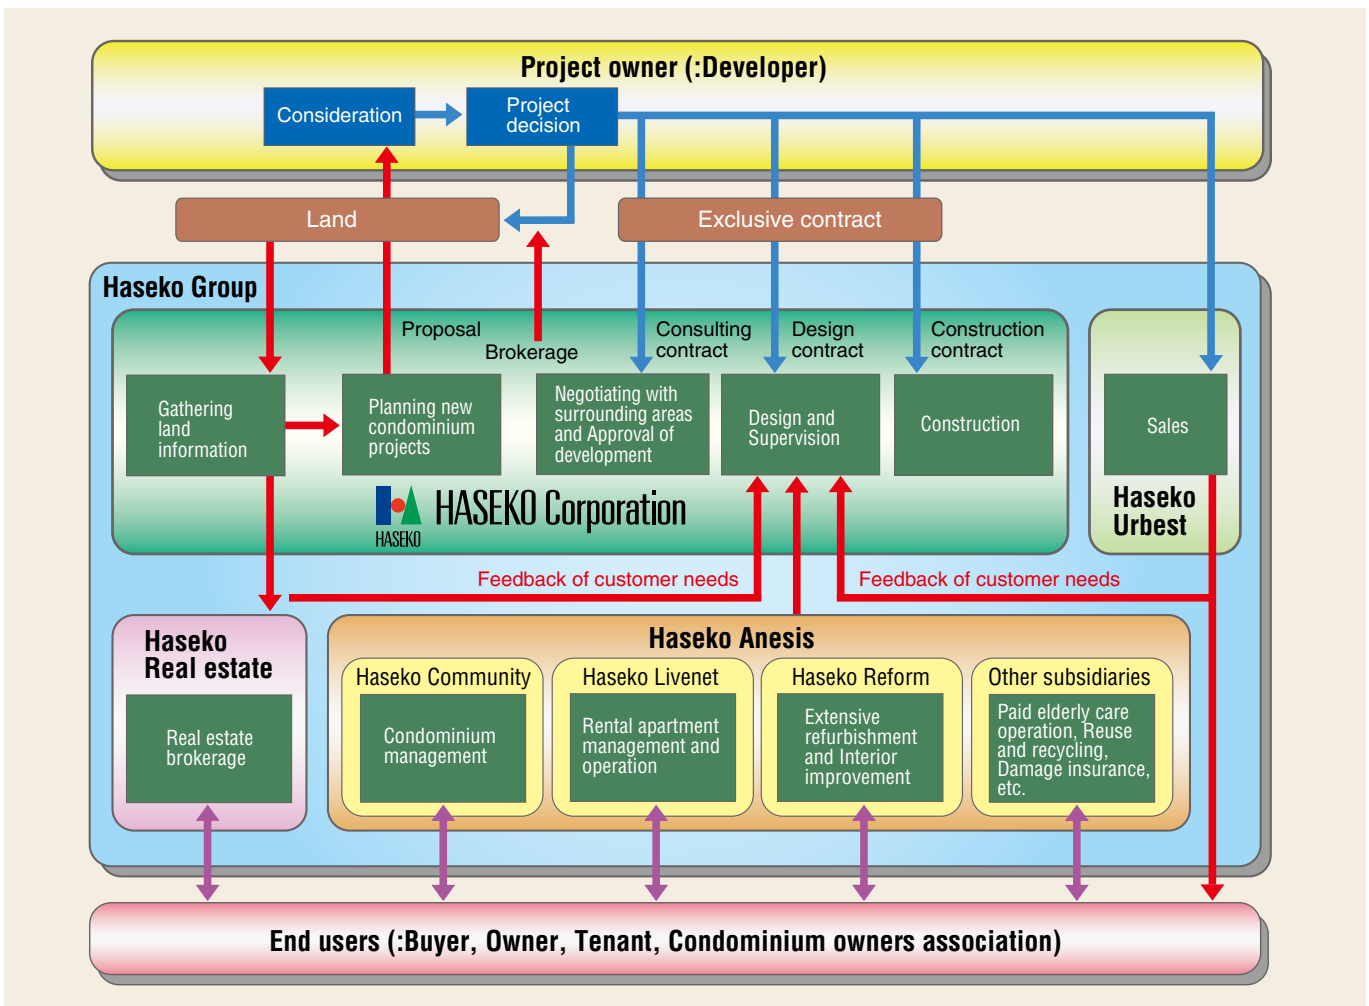 Project owner (:Developer)
Consideration
Project
decision
Land
Exclusive contract
Haseko Group
Proposal
Brokerage
Consulting
contract
Design
contract
Construction
contract
Gathering
land
information
Planning new
condominium
projects
Negotiating with
surrounding areas
and Approval of
development
Design and
Supervision
Construction
Sales
HASEKO
HASEKO Corporation
Haseko
Urbest
Feedback of customer needs
Feedback of customer needs
Haseko
Real estate
Real estate
brokerage
Haseko Anesis
Haseko Community
Condominium
management
Haseko Livenet
Rental apartment
management and
operation
Haseko Reform
Extensive
refurbishment
and Interior
improvement
Other subsidiaries
Paid elderly care
operation, Reuse
and recycling,
Damage insurance,
etc.
End users (:Buyer, Owner, Tenant, Condominium owners association)